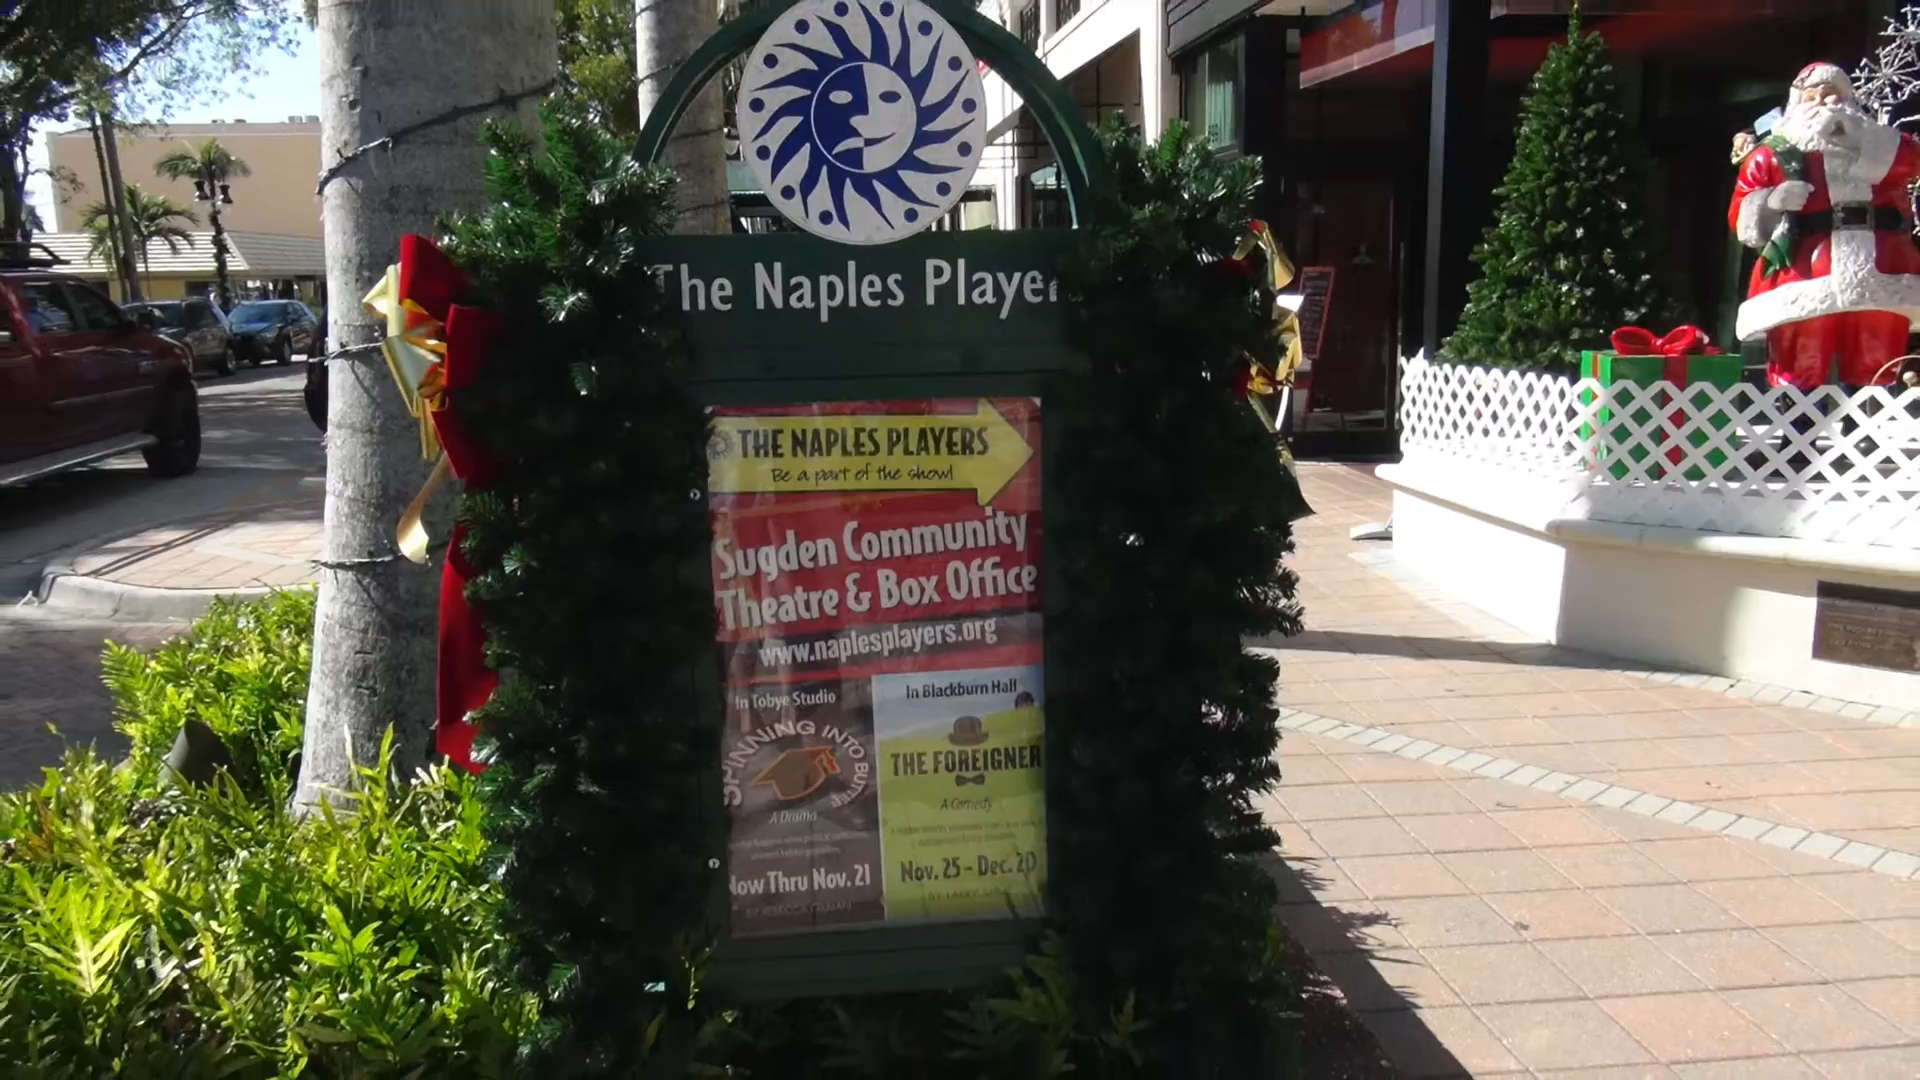 The Naples Player
THE NAPLES PLAYERS
Be a part of the show!
Sugden Community
Theatre & Box Office
www.naplesplayers.org
In Tobye Studio
SPINNING INTO BUTTER
A Drama
Now Thru Nov. 21
In Blackburn Hall
THE FOREIGNER
A Comedy
Nov. 25 - Dec. 20